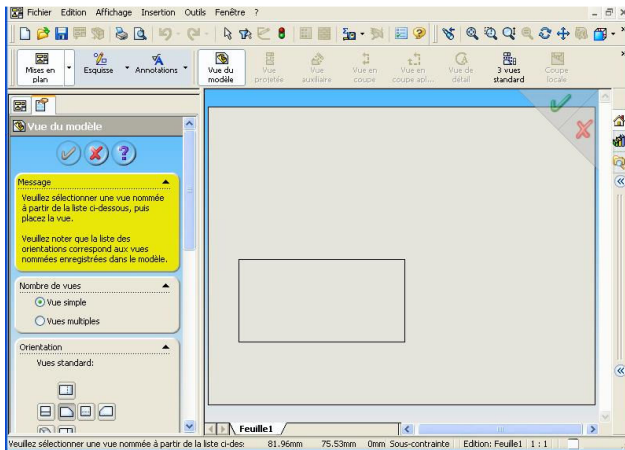 Fichier Edition Affichage Insertion Outils Fenêtre ?
Mises en plan
Esquisse
Annotations
Vue du modèle
Vue projetée
Vue auxiliaire
Vue en coupe
Vue en coupe api...
Vue de détail
3 vues standard
Coupe locale
Vue du modèle
Message
Veuillez sélectionner une vue nommée
à partir de la liste ci-dessous, puis
placez la vue.
Veuillez noter que la liste des
orientations correspond aux vues
nommées enregistrées dans le modèle.
Nombre de vues
Vue simple
Vues multiples
Orientation
Vues standard:
Feuille1
Veuillez sélectionner une vue nommée à partir de la liste ci-des: 81.96mm 75.53mm 0mm Sous-contrainte Edition: Feuille1 1 : 1